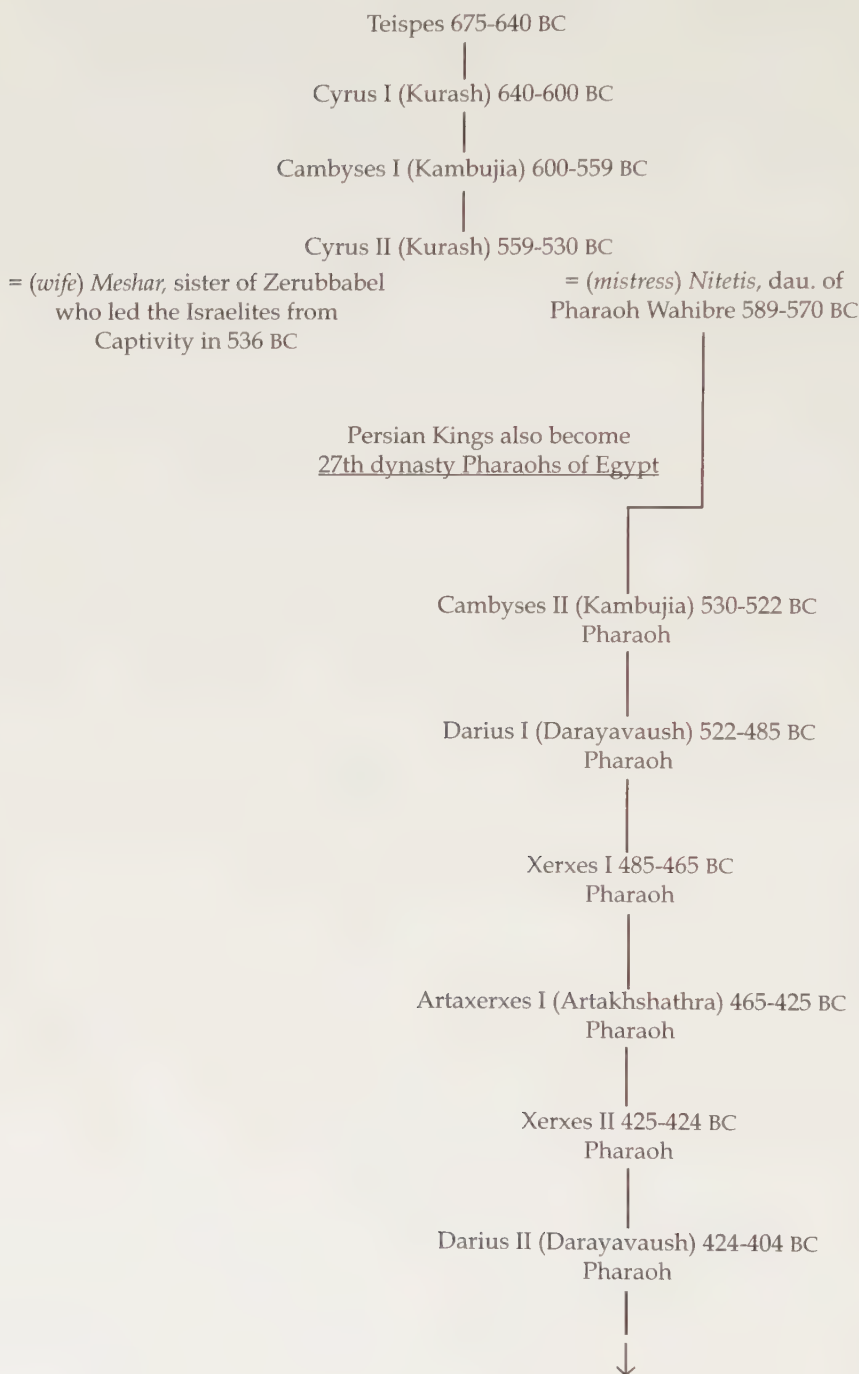 Teispes 675-640 BC
Cyrus I (Kurash) 640-600 BC
Cambyses I (Kambujia) 600-559 BC
Cyrus II (Kurash) 559-530 BC
= (wife) Meshar, sister of Zerubbabel
who led the Israelites from
Captivity in 536 BC
= (mistress) Nitetis, dau. of
Pharaoh Wahibre 589-570 BC
Persian Kings also become
27th dynasty Pharaohs of Egypt
Cambyses II (Kambujia) 530-522 BC
Pharaoh
Darius I (Darayavaush) 522-485 BC
Pharaoh
Xerxes I 485-465 BC
Pharaoh
Artaxerxes I (Artakhshathra) 465-425 BC
Pharaoh
Xerxes II 425-424 BC
Pharaoh
Darius II (Darayavaush) 424-404 BC
Pharaoh